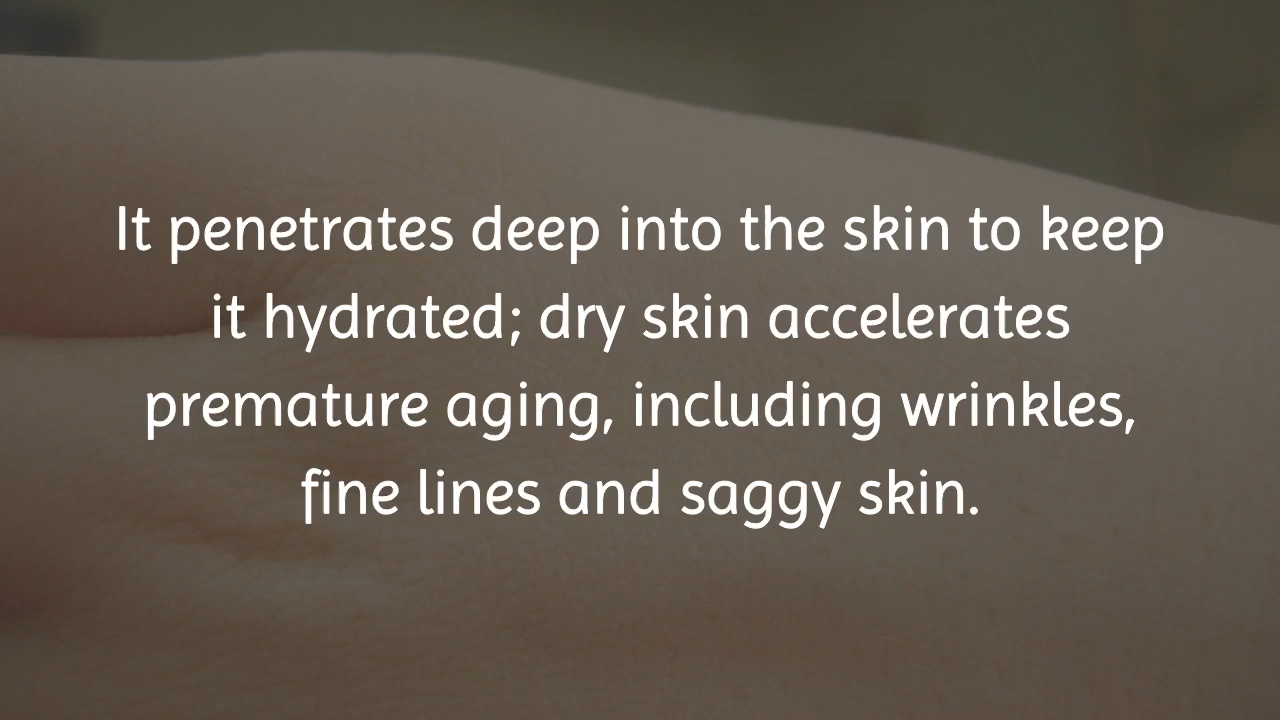 It penetrates deep into the skin to keep
it hydrated; dry skin accelerates
premature aging, including wrinkles,
fine lines and saggy skin.